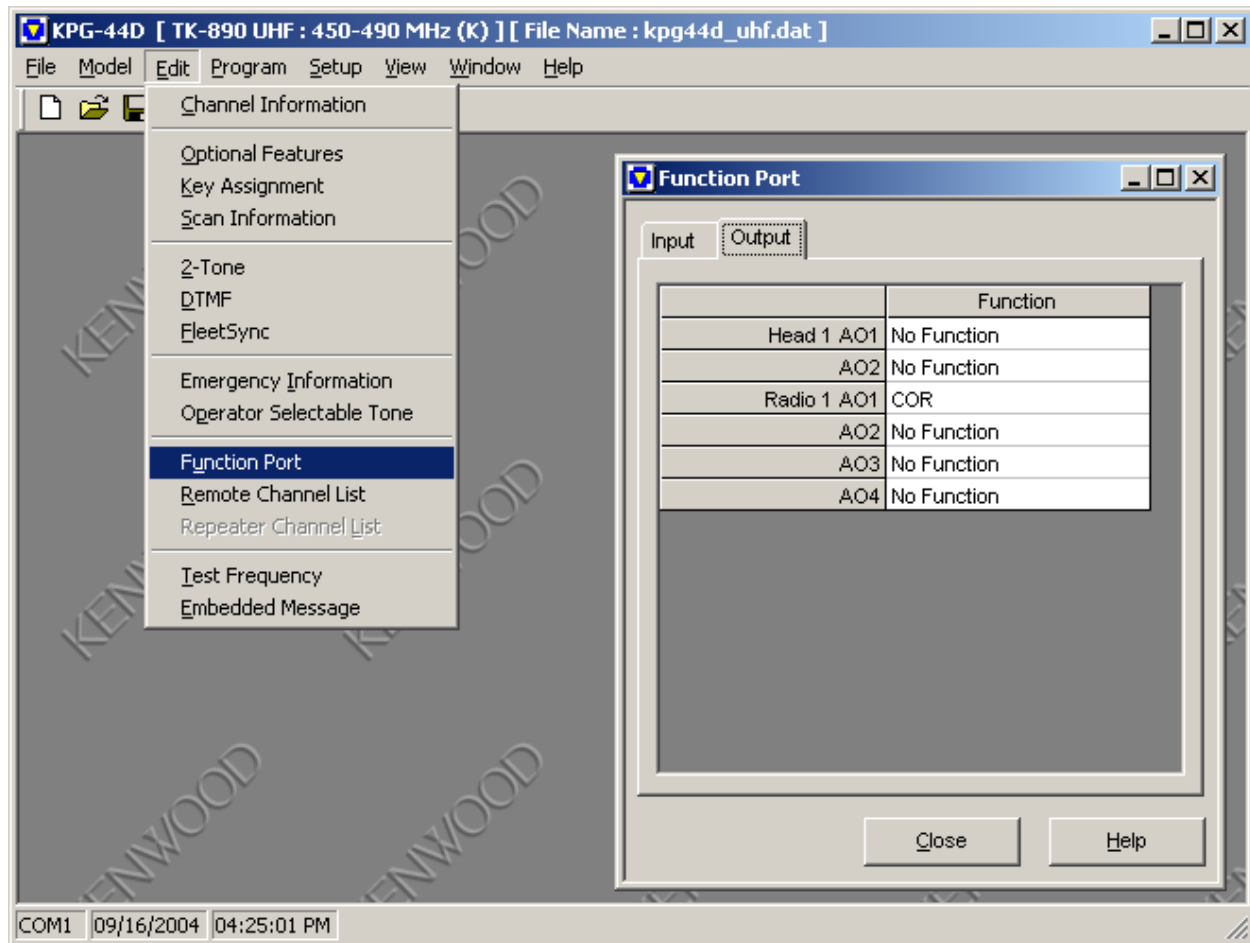 KPG-44D [ TK-890 UHF : 450-490 MHz (K) ] [ File Name : kpg44d_uhf.dat ]
File Model Edit Program Setup View Window Help
Channel Information
Optional Features
Key Assignment
Scan Information
2-Tone
DTMF
FleetSync
Emergency Information
Operator Selectable Tone
Function Port
Remote Channel List
Repeater Channel List
Test Frequency
Embedded Message
Function Port
Input Output
Function
Head 1 AO1 No Function
AO2 No Function
Radio 1 AO1 COR
AO2 No Function
AO3 No Function
AO4 No Function
Close Help
KENWOOD
KENWOOD
COM1 09/16/2004 04:25:01 PM